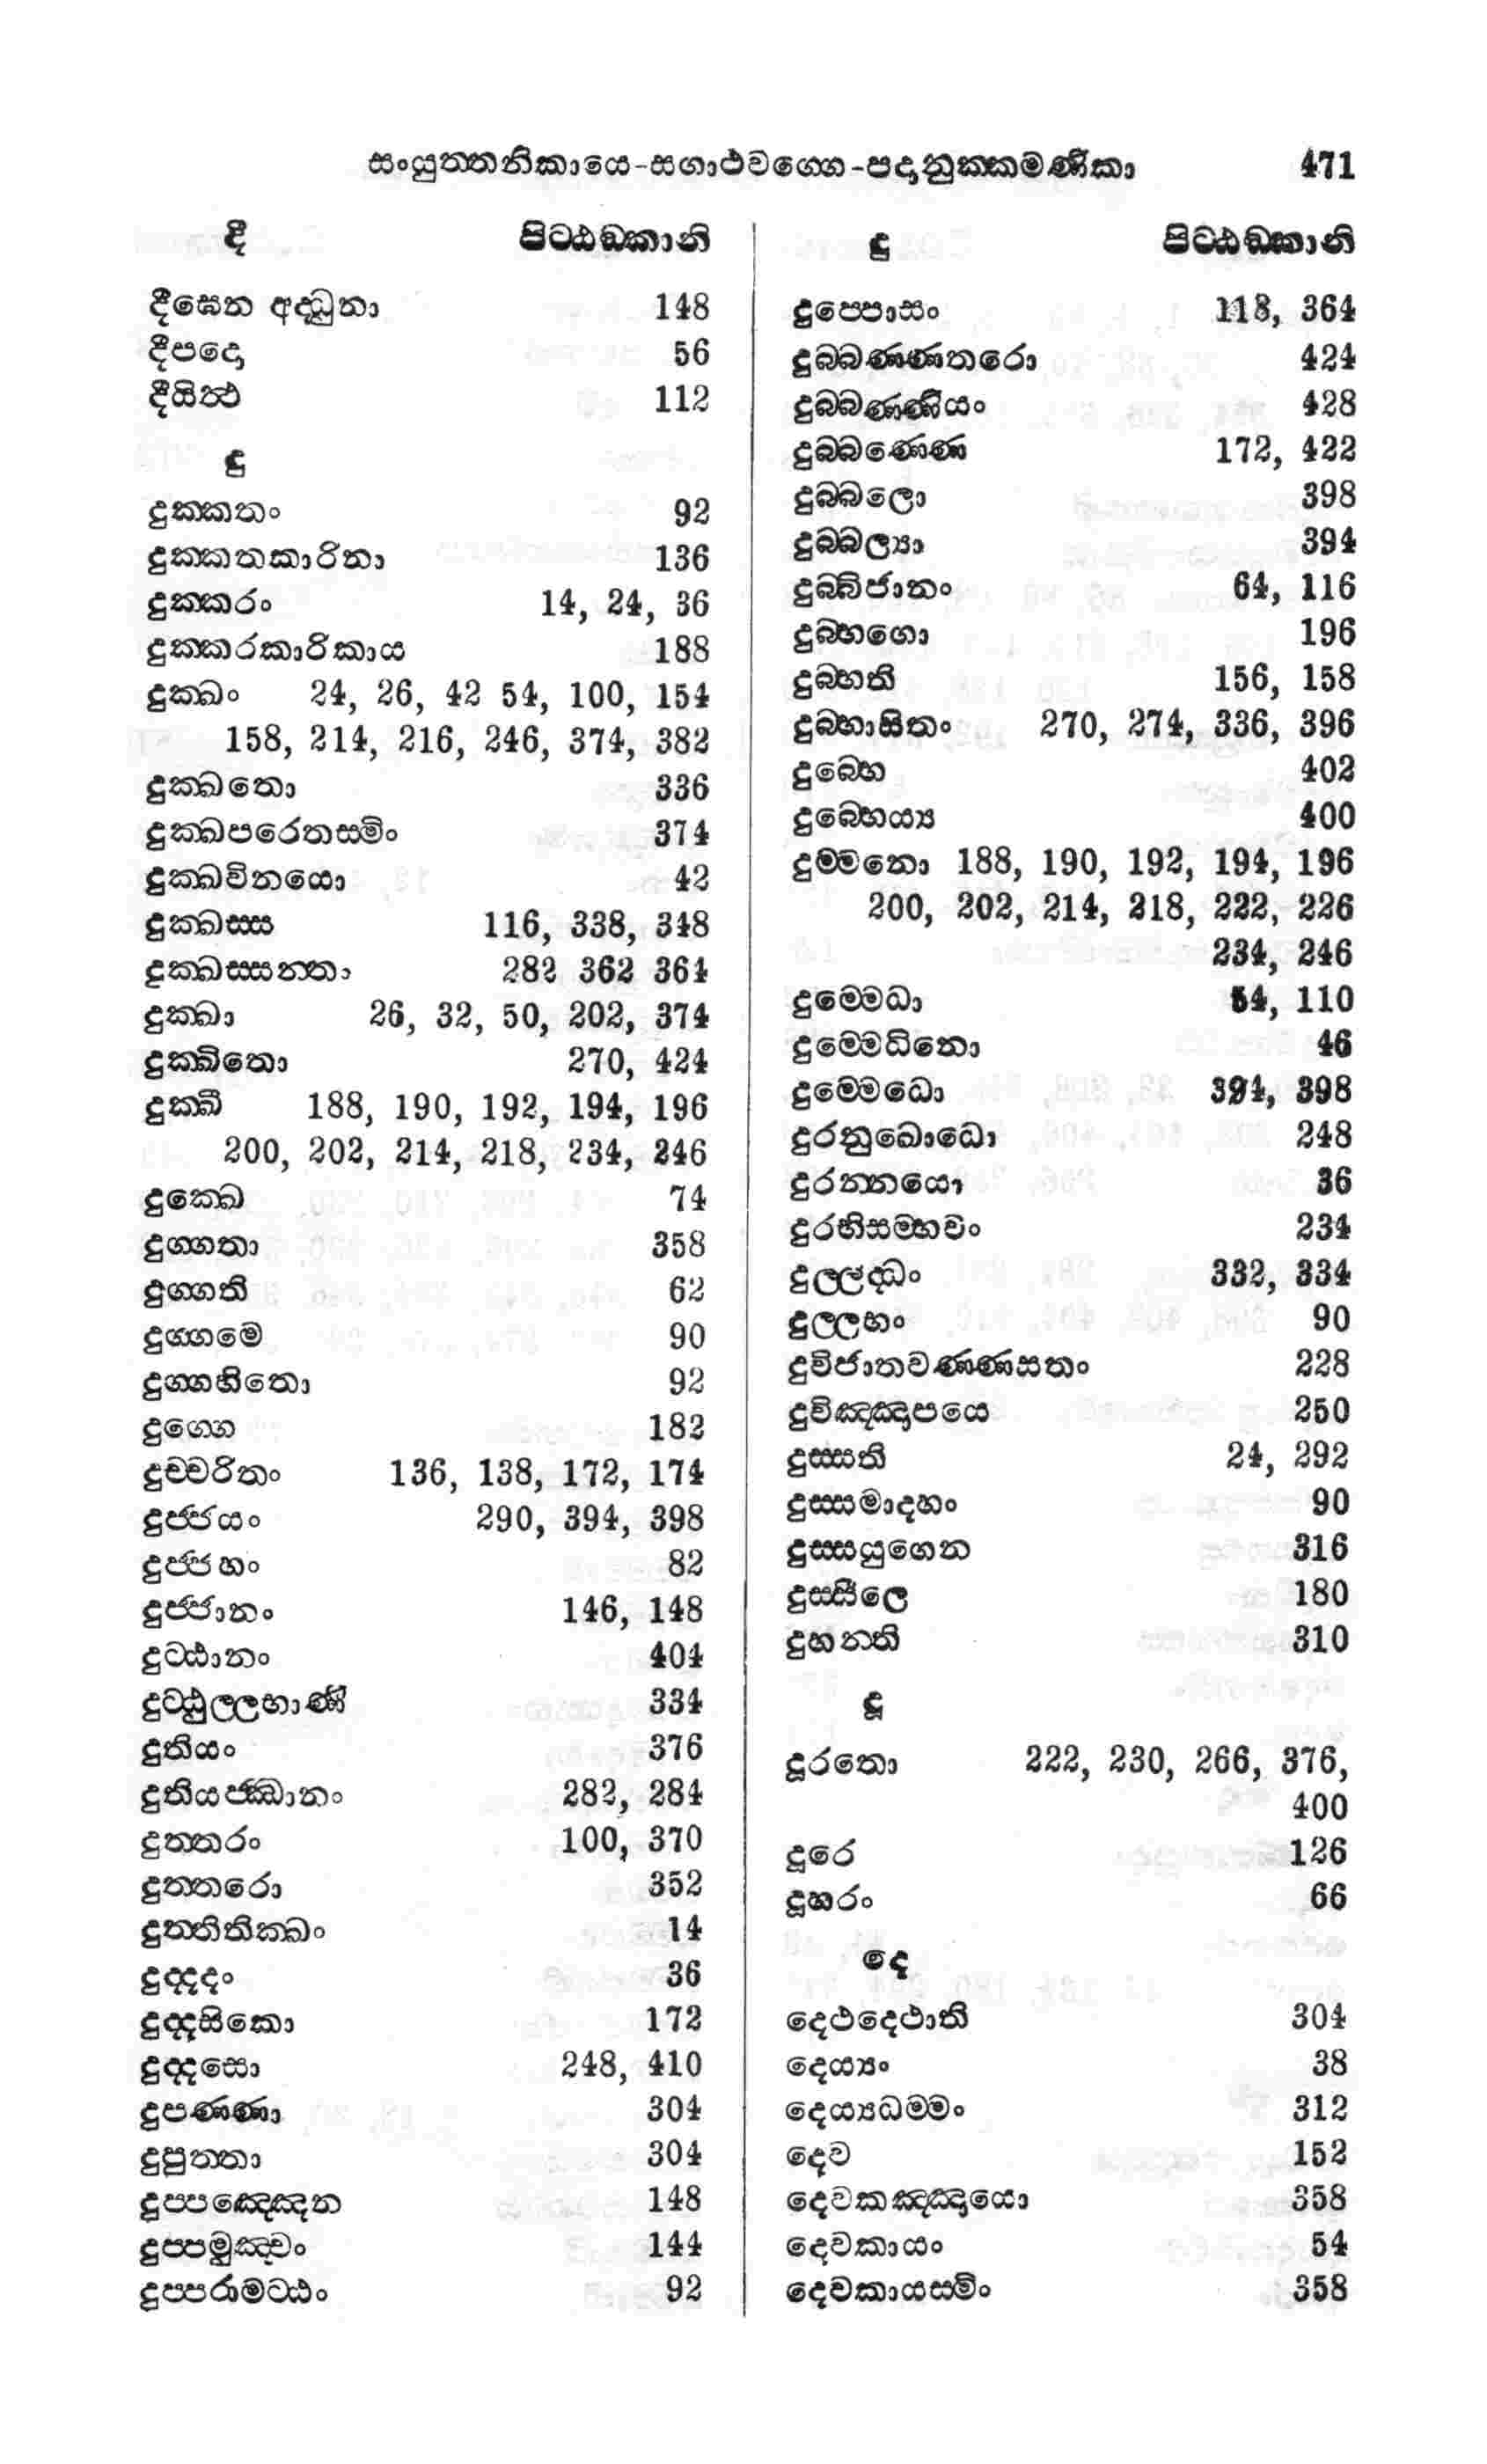 සංයුත්තනිකායෙ-සගාථවග්ගෙ-පදානුක්කමණිකා 471
දී පිට්ඨඞ්කානි
දීඝෙන අද්ධුනා 148
දීපදො 56
දීයිත්ථ 112
දු
දුක්කතං 92
දුක්කතකාරිනා 136
දුක්කරං 14, 24, 36
දුක්කරකාරිකාය 188
දුක්ඛං 24, 26, 42 54, 100, 154
158, 214, 216, 246, 374, 382
දුක්ඛතො 336
දුක්ඛපරෙතස්මිං 374
දුක්ඛවිනයො 42
දුක්ඛස්ස 116, 338, 348
දුක්ඛස්සන්තා 282 362 364
දුක්ඛා 26, 32, 50, 202, 374
දුක්ඛිතො 270, 424
දුක්ඛී 188, 190, 192, 194, 196
200, 202, 214, 218, 234, 246
දුක්ඛෙ 74
දුග්ගතා 358
දුග්ගති 62
දුග්ගමෙ 90
දුග්ගහිතො 92
දුග්ගෙ 182
දුච්චරිතං 136, 138, 172, 174
දුජ්ජයං 290, 394, 398
දුජ්ජහං 82
දුජ්ජානං 146, 148
දුට්ඨානං 404
දුට්ඨුල්ලභාණී 334
දුතියං 376
දුතියජ්ඣානං 282, 284
දුත්තරං 100, 370
දුත්තරො 352
දුත්තිතික්ඛං 14
දුද්දදං 36
දුද්දසිකො 172
දුද්දසො 248, 410
දුපණ්ණා 304
දුපුත්තා 304
දුප්පඤ්ඤෙන 148
දුප්පමුඤ්චං 144
දුප්පරාමට්ඨං 92
දු පිට්ඨඞ්කානි
දුප්පොසං 118, 364
දුබ්බණ්ණතරො 424
දුබ්බණ්ණියං 428
දුබ්බණ්ණෙ 172, 422
දුබ්බලො 398
දුබ්බල්‍යා 394
දුබ්බිජානං 64, 116
දුබ්භගො 196
දුබ්භති 156, 158
දුබ්භාසිතං 270, 274, 336, 396
දුබ්භෙ 402
දුබ්භෙය්‍ය 400
දුම්මනො 188, 190, 192, 194, 196
200, 202, 214, 218, 222, 226
234, 246
දුම්මෙධා 54, 110
දුම්මෙධිනො 46
දුම්මෙධො 394, 398
දුරනුබොධො 248
දුරන්නයො 36
දුරභිසම්භවං 234
දුල්ලද්ධං 332, 334
දුල්ලභං 90
දුවිජාතවණ්ණසතං 228
දුවිඤ්ඤාපයෙ 250
දුස්සති 24, 292
දුස්සමාදහං 90
දුස්සයුගෙන 316
දුස්සීලෙ 180
දුහන්ති 310
දූ
දූරතො 222, 230, 266, 376,
400
දූරෙ 126
දූහරං 66
දෙ
දෙථදෙථාති 304
දෙය්‍යං 38
දෙය්‍යධම්මං 312
දෙව 152
දෙවකඤ්ඤායො 358
දෙවකායං 54
දෙවකායස්මිං 358